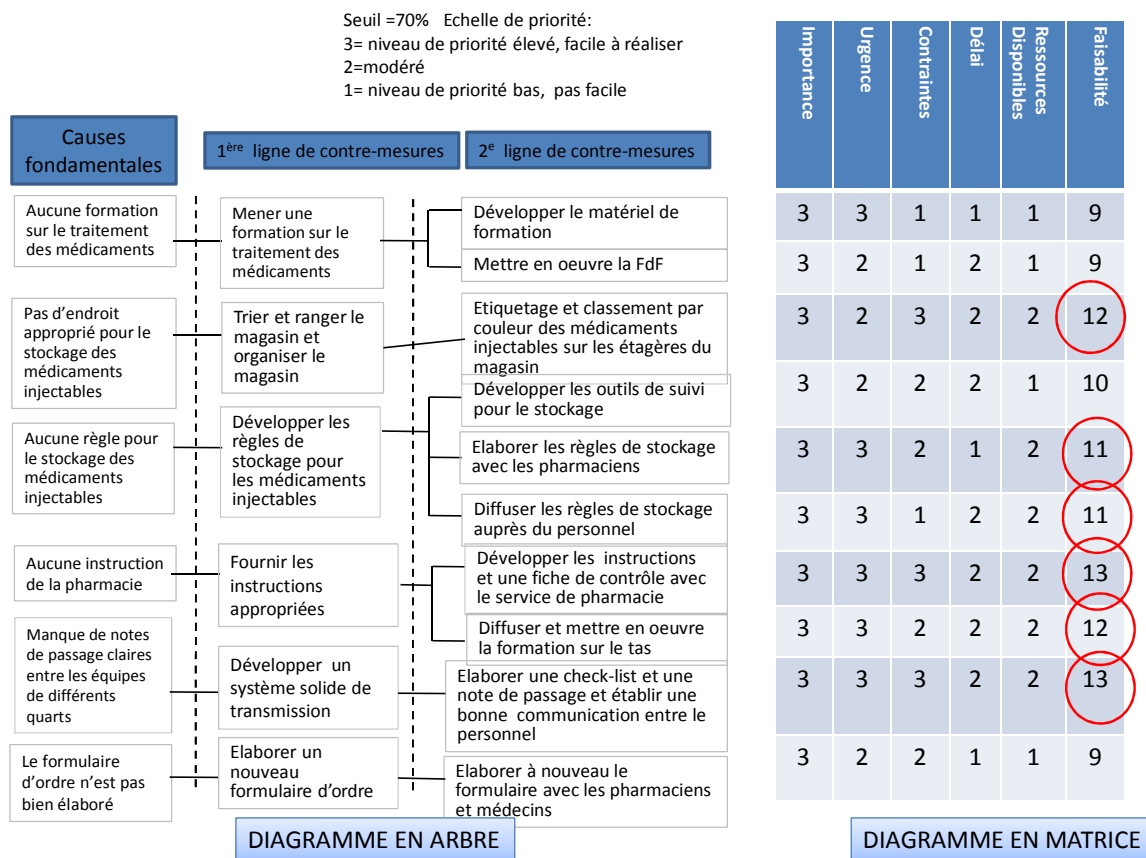 Seuil =70% Echelle de priorité:
3= niveau de priorité élevé, facile à réaliser
2=modéré
1= niveau de priorité bas, pas facile
Causes
fondamentales
1ère ligne de contre-mesures
2e ligne de contre-mesures
Aucune formation
sur le traitement
des médicaments
Mener une
formation sur le
traitement des
médicaments
Développer le matériel de
formation
Mettre en oeuvre la FdF
Pas d'endroit
approprié pour le
stockage des
médicaments
injectables
Trier et ranger le
magasin et
organiser le
magasin
Etiquetage et classement par
couleur des médicaments
injectables sur les étagères du
magasin
Aucune règle pour
le stockage des
médicaments
injectables
Développer les
règles de
stockage pour
les médicaments
injectables
Développer les outils de suivi
pour le stockage
Elaborer les règles de stockage
avec les pharmaciens
Diffuser les règles de stockage
auprès du personnel
Aucune instruction
de la pharmacie
Fournir les
instructions
appropriées
Développer les instructions
et une fiche de contrôle avec
le service de pharmacie
Diffuser et mettre en oeuvre
la formation sur le tas
Manque de notes
de passage claires
entre les équipes
de différents
quarts
Développer un
système solide de
transmission
Elaborer une check-list et une
note de passage et établir une
bonne communication entre le
personnel
Le formulaire
d'ordre n'est pas
bien élaboré
Elaborer un
nouveau
formulaire d'ordre
Elaborer à nouveau le
formulaire avec les pharmaciens
et médecins
DIAGRAMME EN ARBRE
Importance
Urgence
Contraintes
Délai
Ressources
Disponibles
Faisabilité
3 3 1 1 1 9
3 2 1 2 1 9
3 2 3 2 2 12
3 2 2 2 1 10
3 3 2 1 2 11
3 3 1 2 2 11
3 3 3 2 2 13
3 3 2 2 2 12
3 3 3 2 2 13
3 2 2 1 1 9
DIAGRAMME EN MATRICE